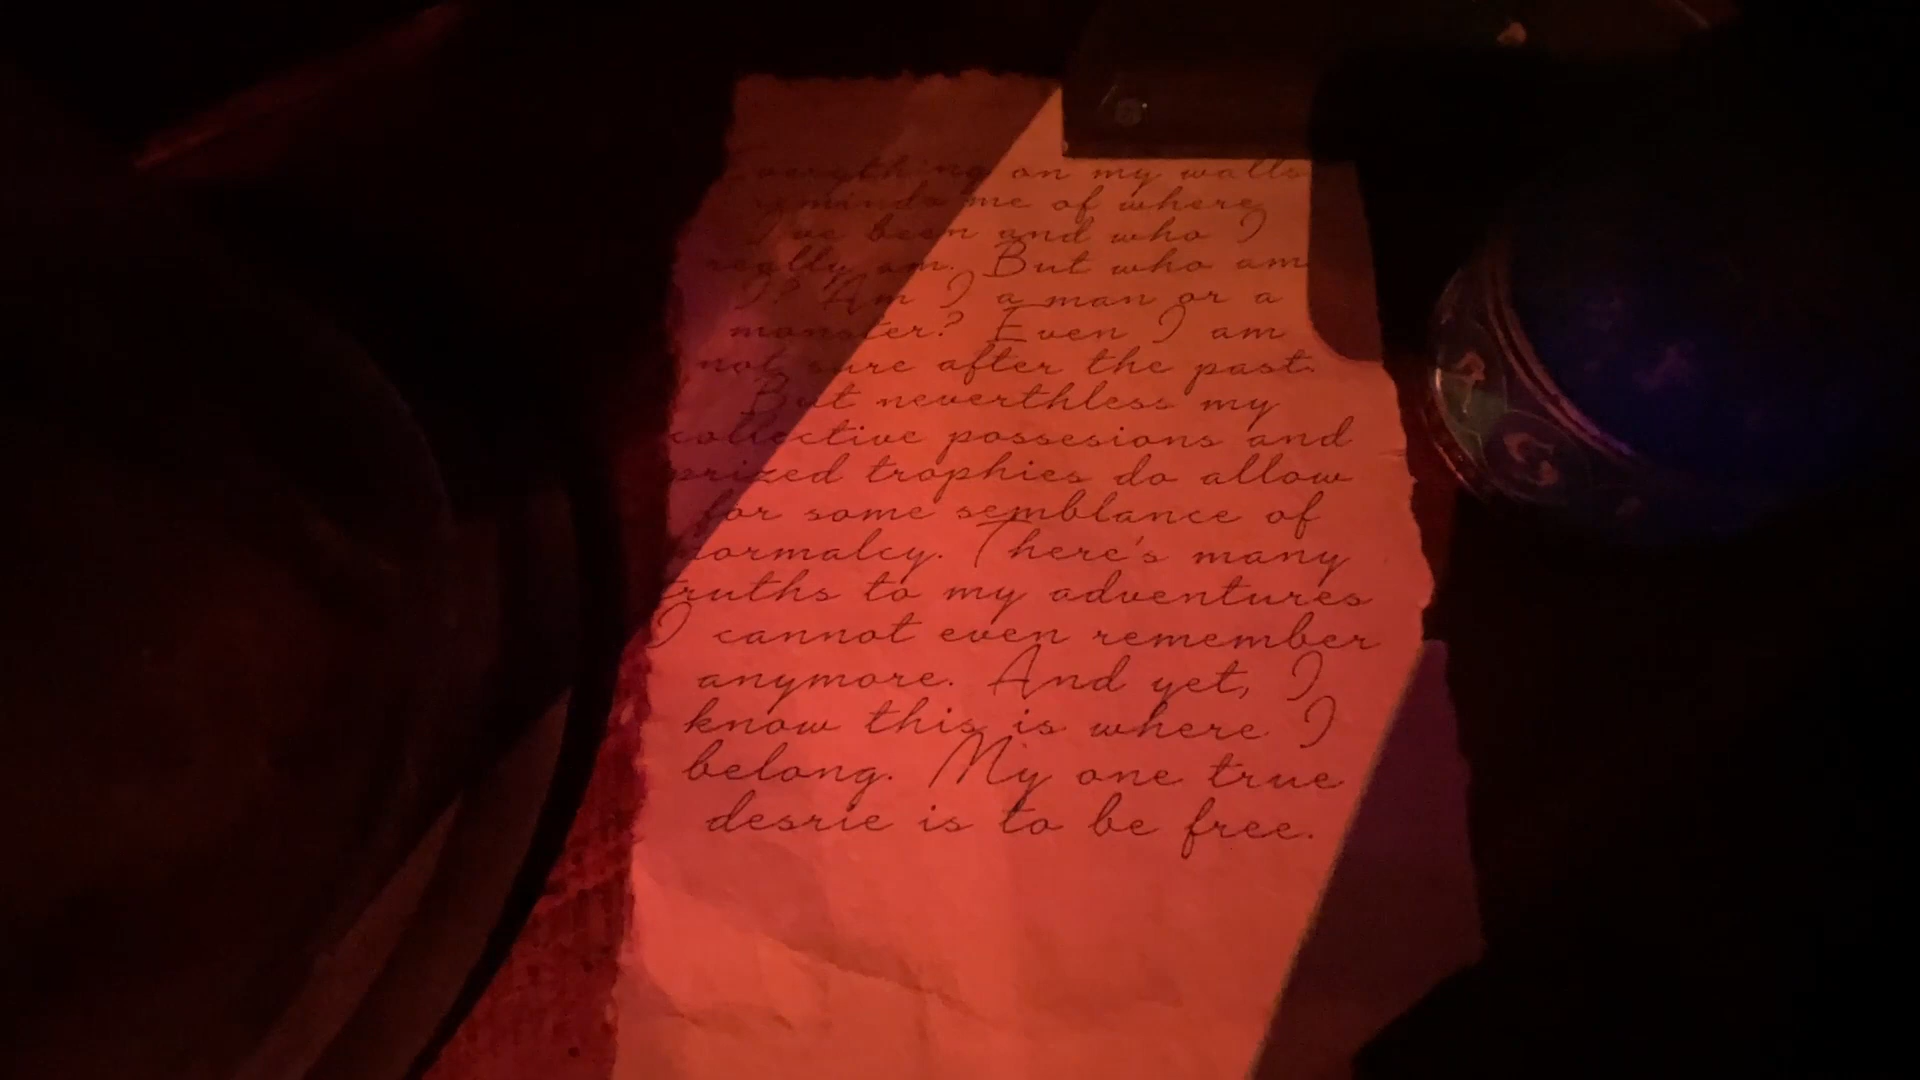 everything on my walls
reminds me of where
I've been and who I
really am. But who am
I? Am I a man or a
monster? Even I am
not sure after the past.
But neverthless my
collective possesions and
prized trophies do allow
for some semblance of
normalcy. There's many
truths to my adventures
I cannot even remember
anymore. And yet, I
know this is where I
belong. My one true
desrie is to be free.